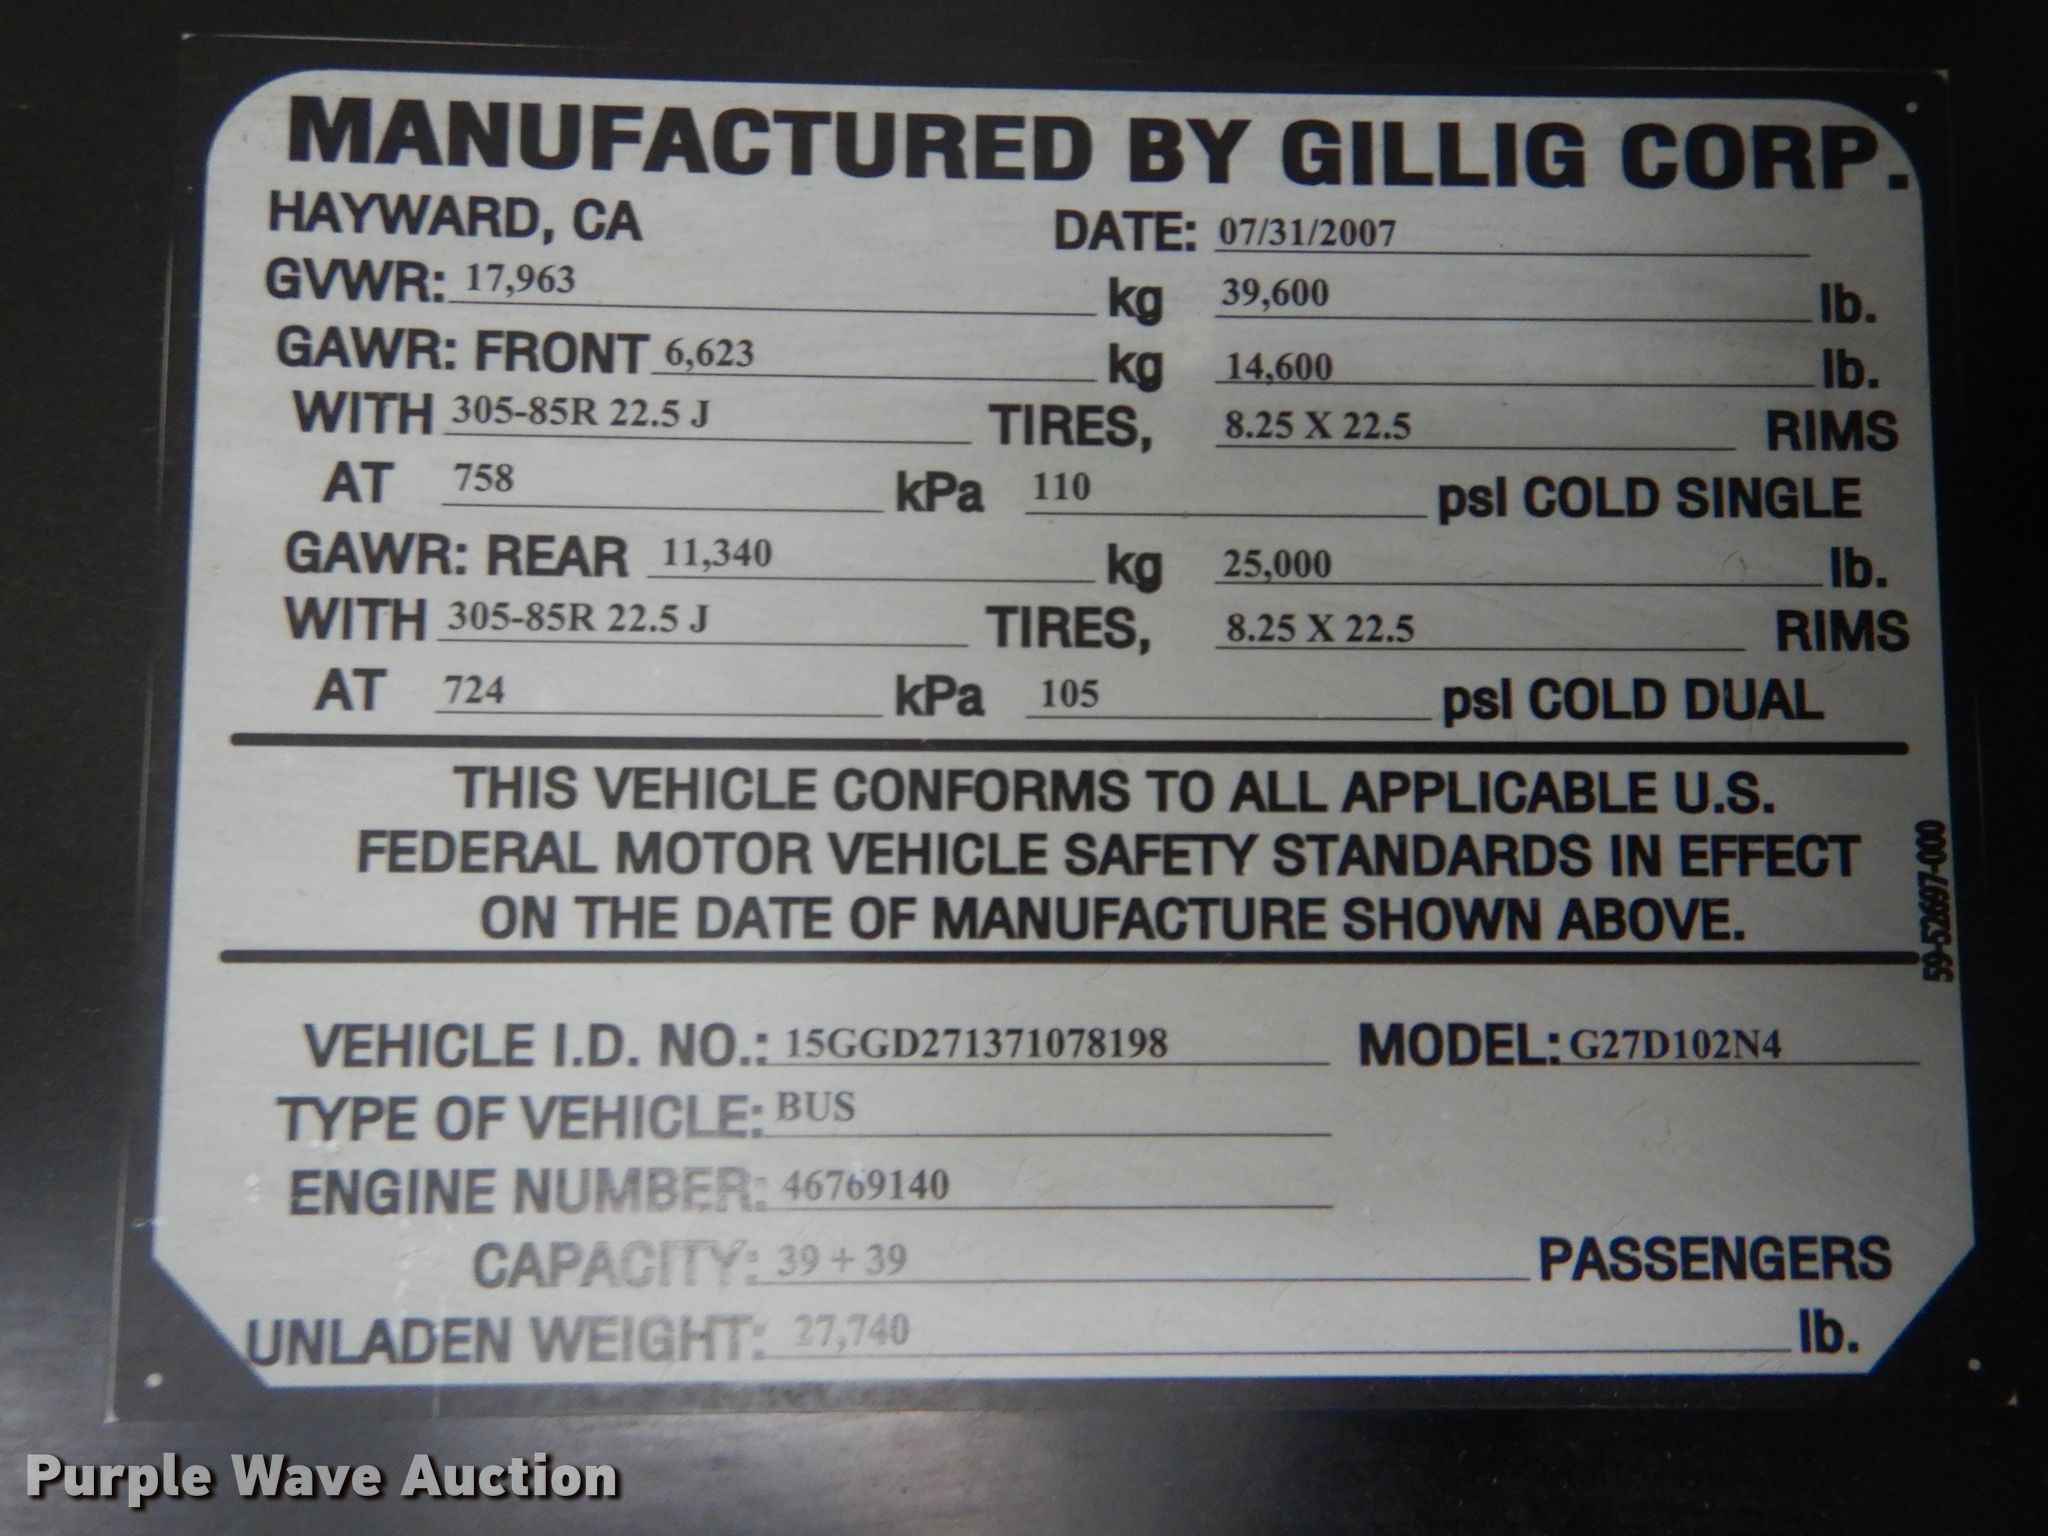 MANUFACTURED BY GILLIG CORP.
HAYWARD, CA DATE: 07/31/2007
GVWR: 17,963 kg 39,600 lb.
GAWR: FRONT 6,623 kg 14,600 lb.
WITH 305-85R 22.5 J TIRES, 8.25 X 22.5 RIMS
AT 758 kPa 110 psI COLD SINGLE
GAWR: REAR 11,340 kg 25,000 lb.
WITH 305-85R 22.5 J TIRES, 8.25 X 22.5 RIMS
AT 724 kPa 105 psI COLD DUAL
THIS VEHICLE CONFORMS TO ALL APPLICABLE U.S.
FEDERAL MOTOR VEHICLE SAFETY STANDARDS IN EFFECT
ON THE DATE OF MANUFACTURE SHOWN ABOVE.
59-52697-000
VEHICLE I.D. NO.: 15GGD271371078198 MODEL: G27D102N4
TYPE OF VEHICLE: BUS
ENGINE NUMBER: 46769140
CAPACITY: 39 + 39 PASSENGERS
UNLADEN WEIGHT: 27,740 lb.
Purple Wave Auction